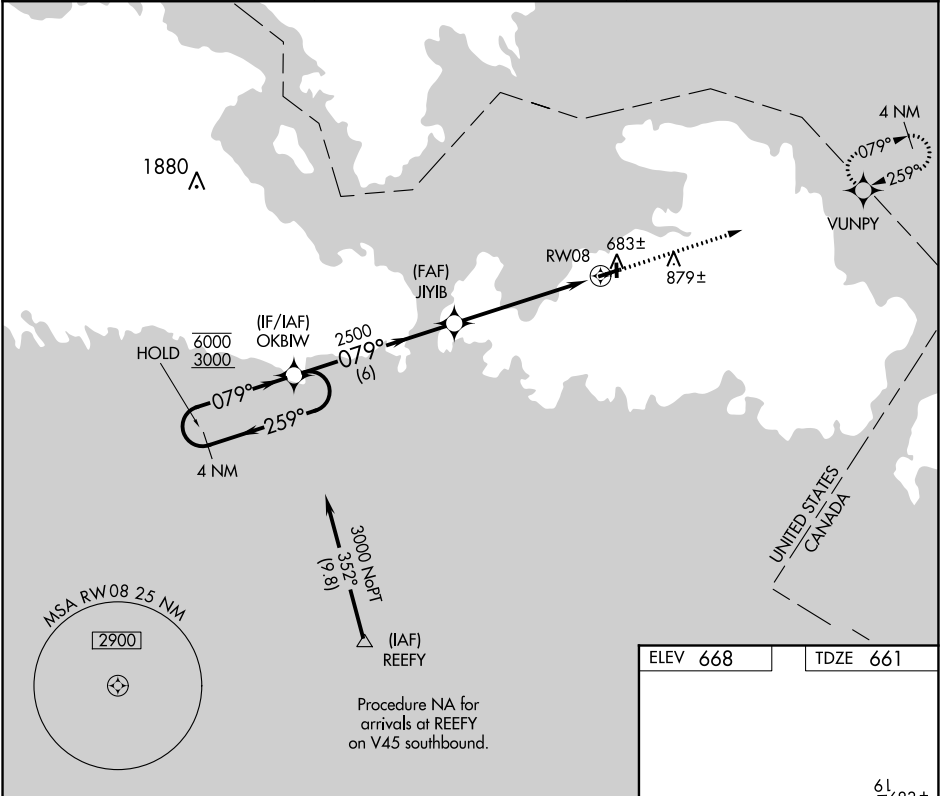 4 NM
079°
259°
VUNPY
1880
RW08
683±
879±
(FAF)
JIYIB
(IF/IAF)
OKBIW
6000
3000
HOLD
2500
079°
(6)
079°
259°
4 NM
3000 NoPT
352°
(9.8)
(IAF)
REEFY
UNITED STATES
CANADA
MSA RW08 25 NM
2900
Procedure NA for
arrivals at REEFY
on V45 southbound.
ELEV 668
TDZE 661
61